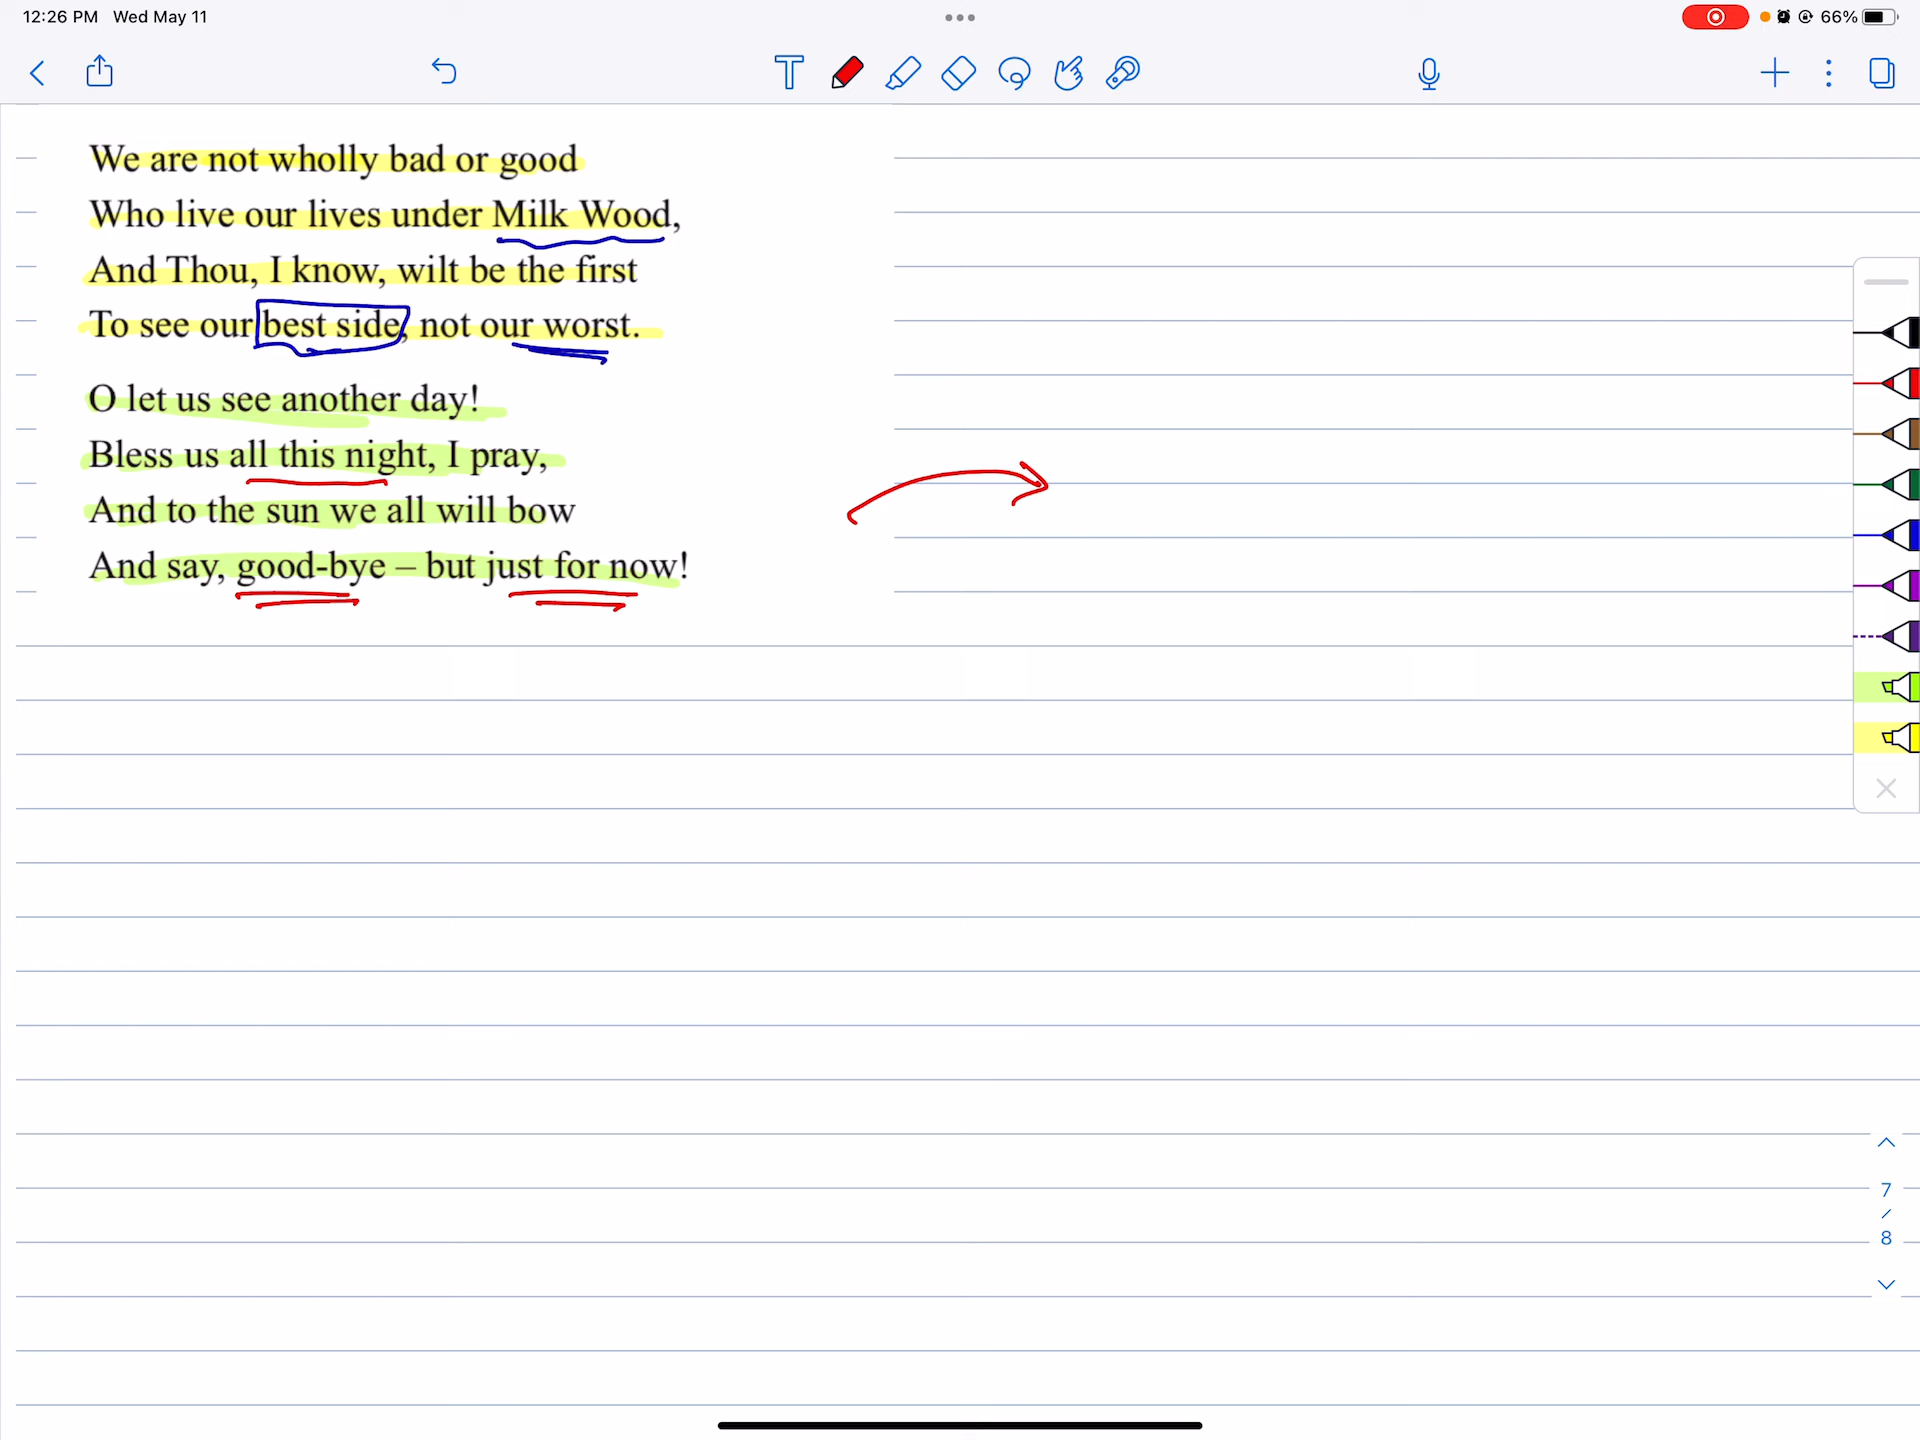 12:26 PM Wed May 11
66%
T
We are not wholly bad or good
Who live our lives under Milk Wood,
And Thou, I know, wilt be the first
To see our best side, not our worst.
O let us see another day!
Bless us all this night, I pray,
And to the sun we all will bow
And say, good-bye – but just for now!
7
/
8